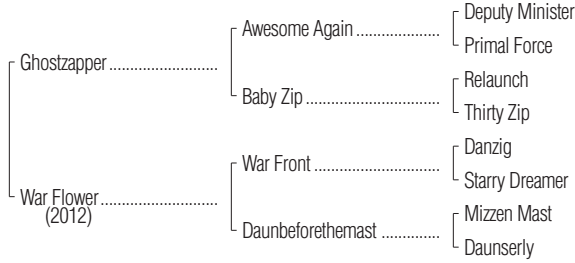 Deputy Minister
Awesome Again ....................
Primal Force
Ghostzapper ..........................
Relaunch
Baby Zip ................................
Thirty Zip
Danzig
War Front ..............................
Starry Dreamer
War Flower............................
(2012)
Mizzen Mast
Daunbeforethemast ..............
Daunserly